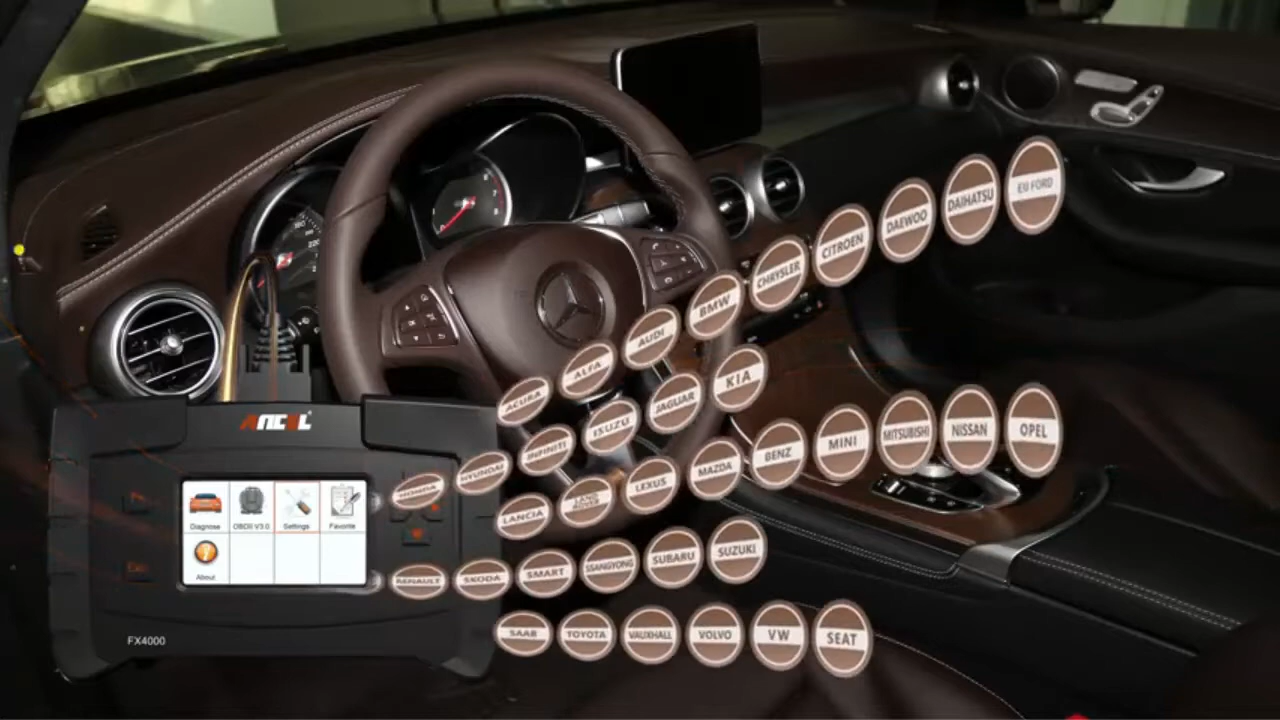 EU FORD
DAIHATSU
DAEWOO
CITROEN
CHRYSLER
BMW
AUDI
ALFA
ACURA
KIA
JAGUAR
ISUZU
INFINITI
HYUNDAI
HONDA
OPEL
NISSAN
MITSUBISHI
MINI
BENZ
MAZDA
LEXUS
LAND
ROVER
LANCIA
SUZUKI
SUBARU
SSANGYONG
SMART
SKODA
RENAULT
SAAB
TOYOTA
VAUXHALL
VOLVO
VW
SEAT
ANCEL
Diagnose
OBDII V3.0
Settings
Favorite
About
FX4000